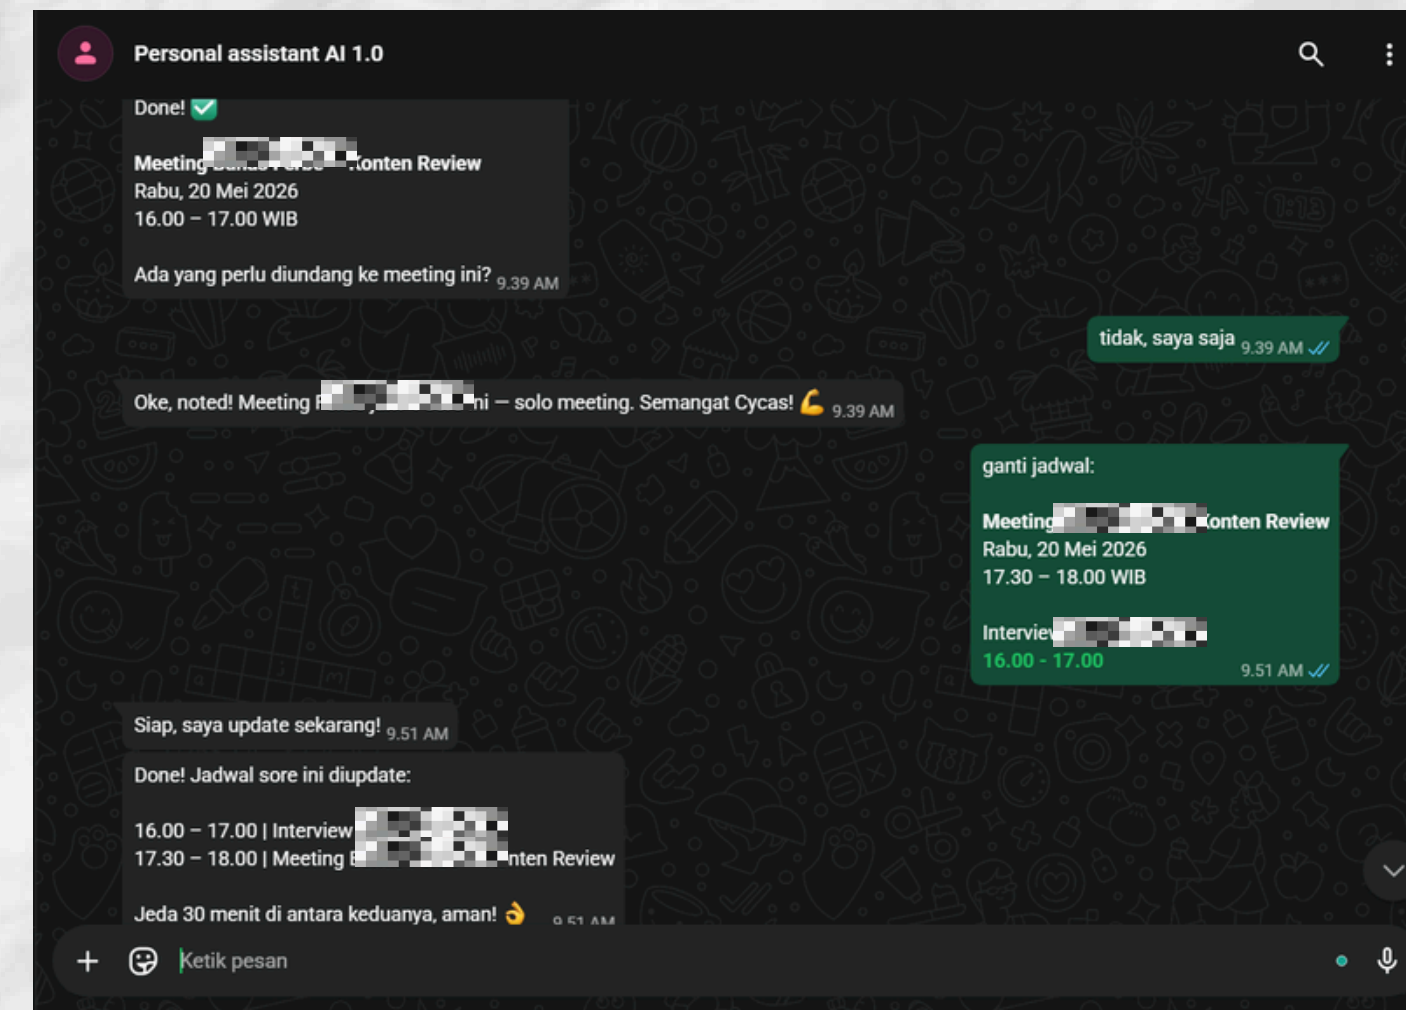 Personal assistant AI 1.0
Done! ✅
Meeting Konten Review
Rabu, 20 Mei 2026
16.00 – 17.00 WIB
Ada yang perlu diundang ke meeting ini? 9.39 AM
tidak, saya saja 9.39 AM
Oke, noted! Meeting – solo meeting. Semangat Cycas! 💪 9.39 AM
ganti jadwal:
Meeting Konten Review
Rabu, 20 Mei 2026
17.30 – 18.00 WIB
Interview
16.00 - 17.00
9.51 AM
Siap, saya update sekarang! 9.51 AM
Done! Jadwal sore ini diupdate:
16.00 – 17.00 | Interview
17.30 – 18.00 | Meeting Konten Review
Jeda 30 menit di antara keduanya, aman! 👌 9.51 AM
Ketik pesan